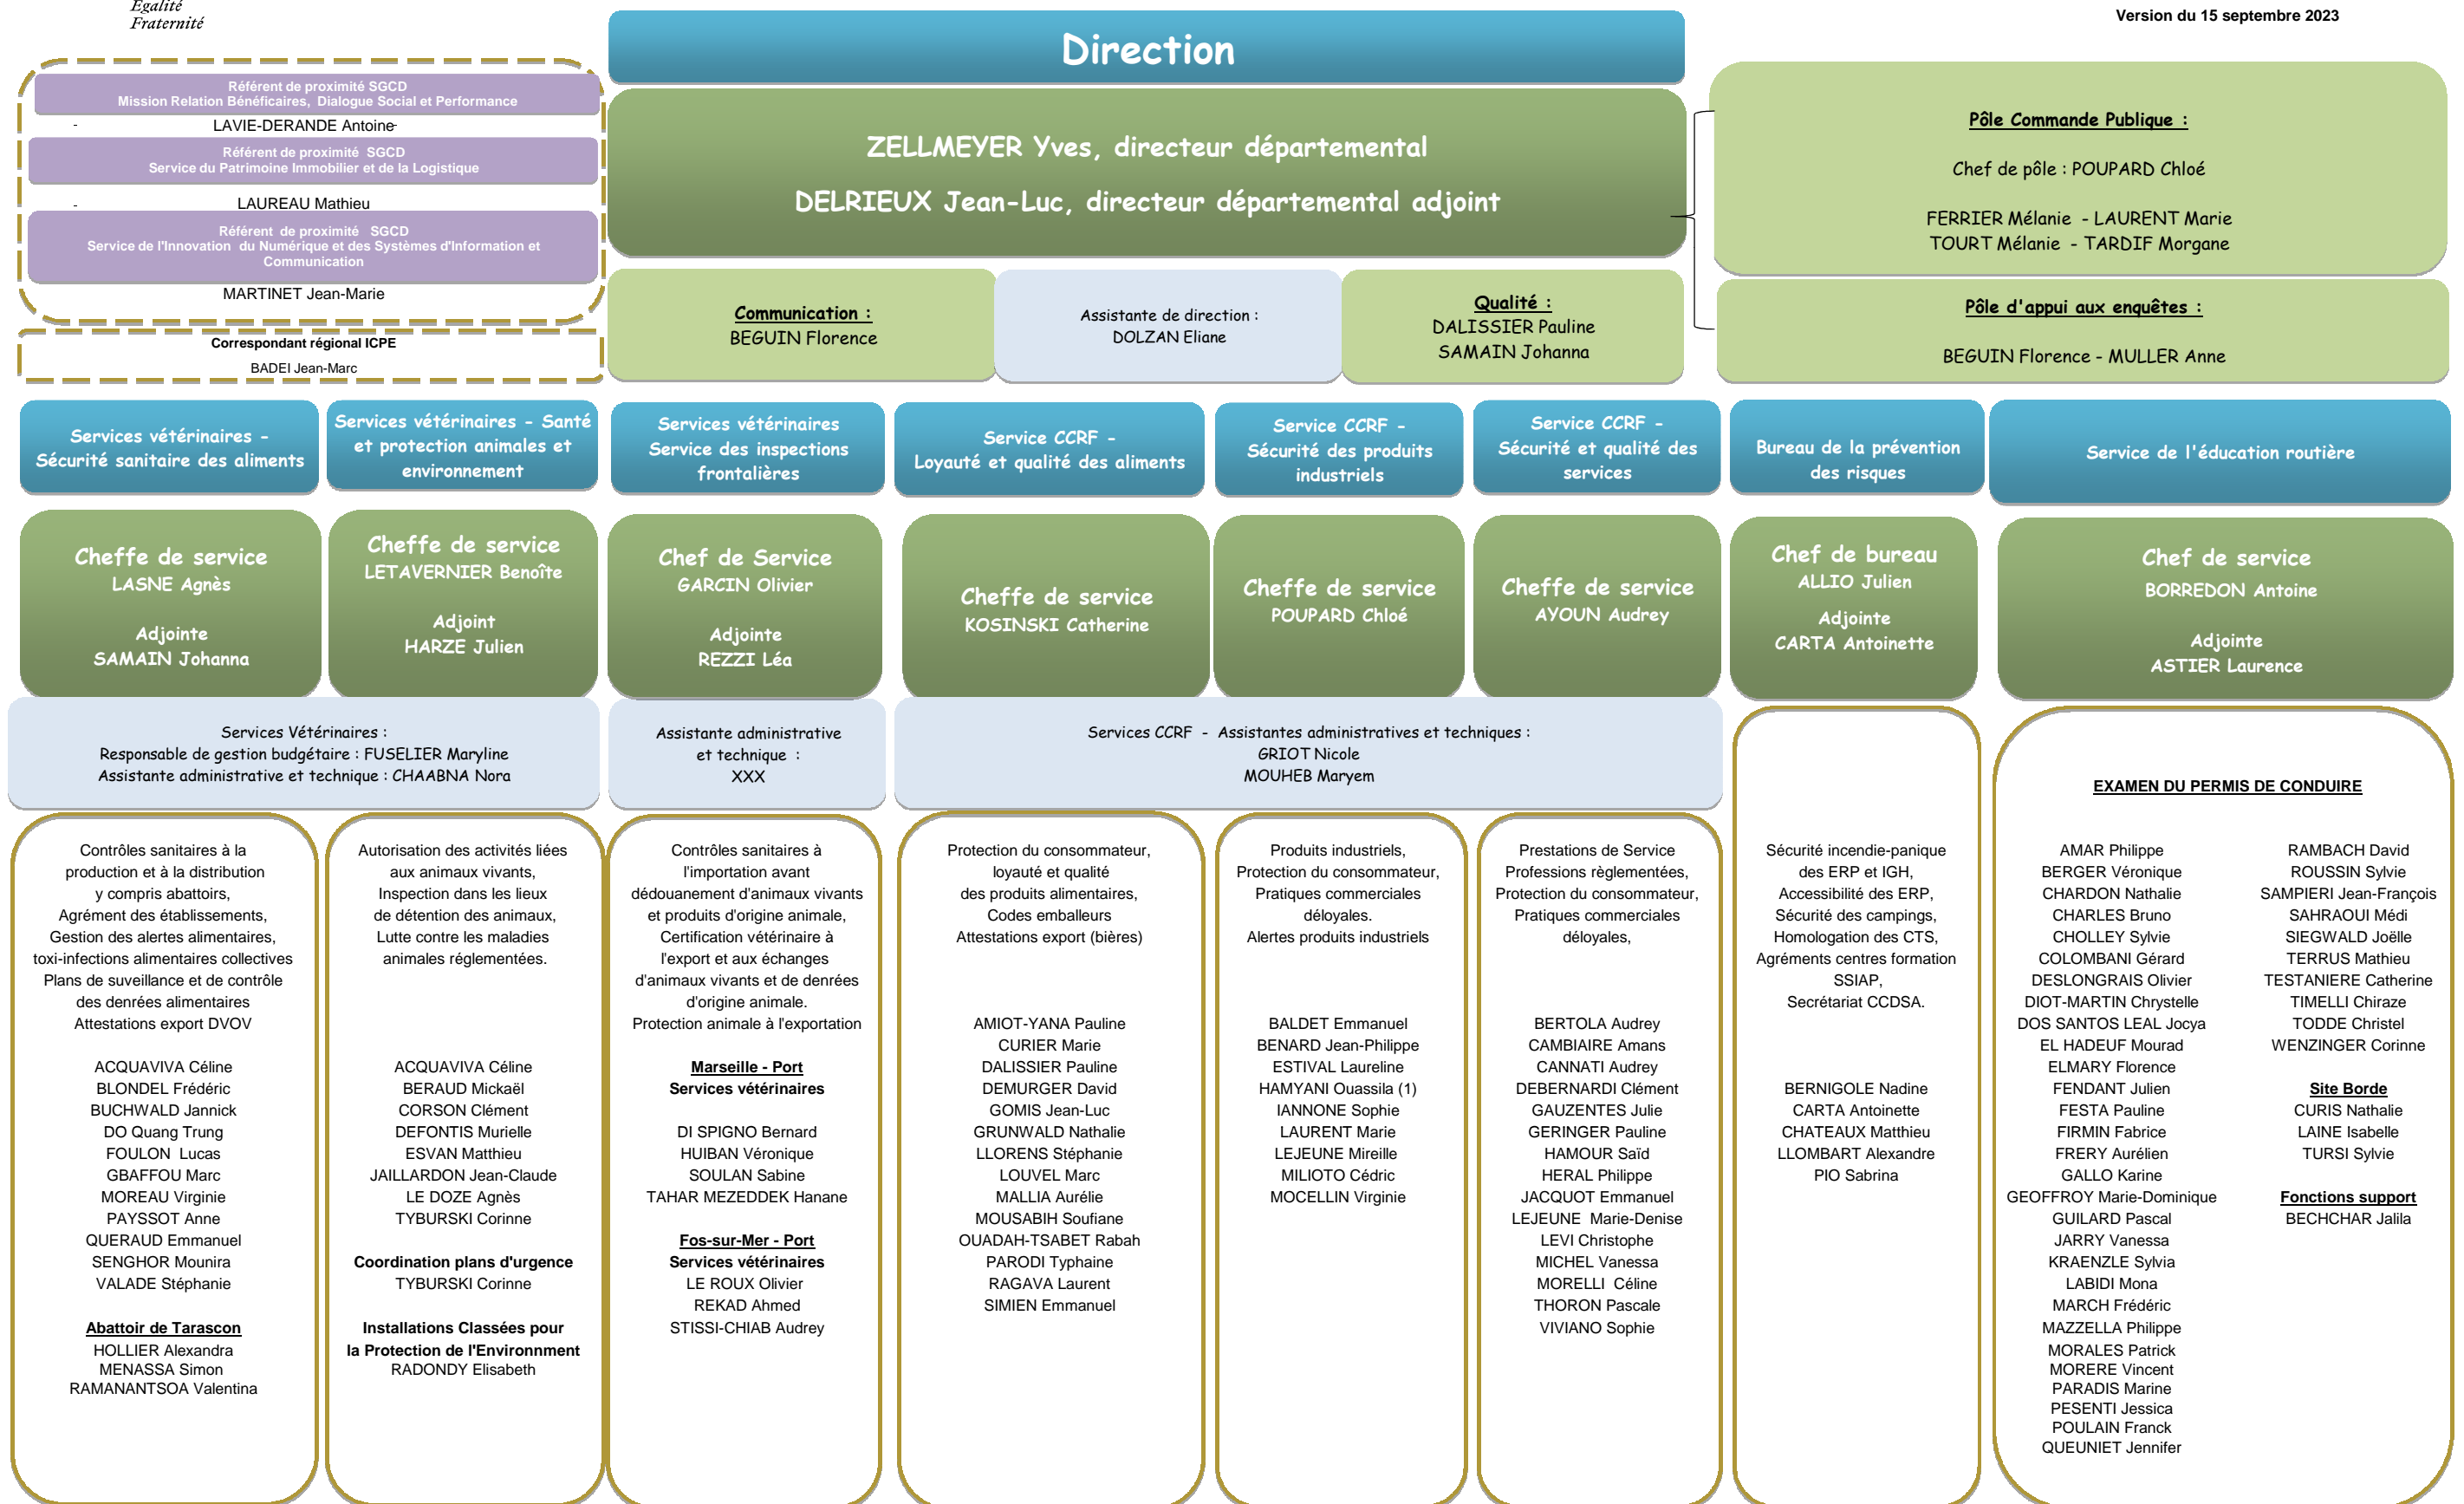 Egalité
Fraternité
Version du 15 septembre 2023
Direction
Référent de proximité SGCD
Mission Relation Bénéficaires, Dialogue Social et Performance
- LAVIE-DERANDE Antoine-
Référent de proximité SGCD
Service du Patrimoine Immobilier et de la Logistique
- LAUREAU Mathieu
Référent de proximité SGCD
Service de l'Innovation du Numérique et des Systèmes d'Information et
Communication
MARTINET Jean-Marie
Correspondant régional ICPE
BADEI Jean-Marc
ZELLMEYER Yves, directeur départemental
DELRIEUX Jean-Luc, directeur départemental adjoint
Communication :
BEGUIN Florence
Assistante de direction :
DOLZAN Eliane
Qualité :
DALISSIER Pauline
SAMAIN Johanna
Pôle Commande Publique :
Chef de pôle : POUPARD Chloé
FERRIER Mélanie - LAURENT Marie
TOURT Mélanie - TARDIF Morgane
Pôle d'appui aux enquêtes :
BEGUIN Florence - MULLER Anne
Services vétérinaires -
Sécurité sanitaire des aliments
Services vétérinaires - Santé
et protection animales et
environnement
Services vétérinaires
Service des inspections
frontalières
Service CCRF -
Loyauté et qualité des aliments
Service CCRF -
Sécurité des produits
industriels
Service CCRF -
Sécurité et qualité des
services
Bureau de la prévention
des risques
Service de l'éducation routière
Cheffe de service
LASNE Agnès
Adjointe
SAMAIN Johanna
Cheffe de service
LETAVERNIER Benoîte
Adjoint
HARZE Julien
Chef de Service
GARCIN Olivier
Adjointe
REZZI Léa
Cheffe de service
KOSINSKI Catherine
Cheffe de service
POUPARD Chloé
Cheffe de service
AYOUN Audrey
Chef de bureau
ALLIO Julien
Adjointe
CARTA Antoinette
Chef de service
BORREDON Antoine
Adjointe
ASTIER Laurence
Services Vétérinaires :
Responsable de gestion budgétaire : FUSELIER Maryline
Assistante administrative et technique : CHAABNA Nora
Assistante administrative
et technique :
XXX
Services CCRF - Assistantes administratives et techniques :
GRIOT Nicole
MOUHEB Maryem
Contrôles sanitaires à la
production et à la distribution
y compris abattoirs,
Agrément des établissements,
Gestion des alertes alimentaires,
toxi-infections alimentaires collectives
Plans de suveillance et de contrôle
des denrées alimentaires
Attestations export DVOV
ACQUAVIVA Céline
BLONDEL Frédéric
BUCHWALD Jannick
DO Quang Trung
FOULON Lucas
GBAFFOU Marc
MOREAU Virginie
PAYSSOT Anne
QUERAUD Emmanuel
SENGHOR Mounira
VALADE Stéphanie
Abattoir de Tarascon
HOLLIER Alexandra
MENASSA Simon
RAMANANTSOA Valentina
Autorisation des activités liées
aux animaux vivants,
Inspection dans les lieux
de détention des animaux,
Lutte contre les maladies
animales réglementées.
ACQUAVIVA Céline
BERAUD Mickaël
CORSON Clément
DEFONTIS Murielle
ESVAN Matthieu
JAILLARDON Jean-Claude
LE DOZE Agnès
TYBURSKI Corinne
Coordination plans d'urgence
TYBURSKI Corinne
Installations Classées pour
la Protection de l'Environnment
RADONDY Elisabeth
Contrôles sanitaires à
l'importation avant
dédouanement d'animaux vivants
et produits d'origine animale,
Certification vétérinaire à
l'export et aux échanges
d'animaux vivants et de denrées
d'origine animale.
Protection animale à l'exportation
Marseille - Port
Services vétérinaires
DI SPIGNO Bernard
HUIBAN Véronique
SOULAN Sabine
TAHAR MEZEDDEK Hanane
Fos-sur-Mer - Port
Services vétérinaires
LE ROUX Olivier
REKAD Ahmed
STISSI-CHIAB Audrey
Protection du consommateur,
loyauté et qualité
des produits alimentaires,
Codes emballeurs
Attestations export (bières)
AMIOT-YANA Pauline
CURIER Marie
DALISSIER Pauline
DEMURGER David
GOMIS Jean-Luc
GRUNWALD Nathalie
LLORENS Stéphanie
LOUVEL Marc
MALLIA Aurélie
MOUSABIH Soufiane
OUADAH-TSABET Rabah
PARODI Typhaine
RAGAVA Laurent
SIMIEN Emmanuel
Produits industriels,
Protection du consommateur,
Pratiques commerciales
déloyales.
Alertes produits industriels
BALDET Emmanuel
BENARD Jean-Philippe
ESTIVAL Laureline
HAMYANI Ouassila (1)
IANNONE Sophie
LAURENT Marie
LEJEUNE Mireille
MILIOTO Cédric
MOCELLIN Virginie
Prestations de Service
Professions règlementées,
Protection du consommateur,
Pratiques commerciales
déloyales,
BERTOLA Audrey
CAMBIAIRE Amans
CANNATI Audrey
DEBERNARDI Clément
GAUZENTES Julie
GERINGER Pauline
HAMOUR Saïd
HERAL Philippe
JACQUOT Emmanuel
LEJEUNE Marie-Denise
LEVI Christophe
MICHEL Vanessa
MORELLI Céline
THORON Pascale
VIVIANO Sophie
Sécurité incendie-panique
des ERP et IGH,
Accessibilité des ERP,
Sécurité des campings,
Homologation des CTS,
Agréments centres formation
SSIAP,
Secrétariat CCDSA.
BERNIGOLE Nadine
CARTA Antoinette
CHATEAUX Matthieu
LLOMBART Alexandre
PIO Sabrina
EXAMEN DU PERMIS DE CONDUIRE
AMAR Philippe
BERGER Véronique
CHARDON Nathalie
CHARLES Bruno
CHOLLEY Sylvie
COLOMBANI Gérard
DESLONGRAIS Olivier
DIOT-MARTIN Chrystelle
DOS SANTOS LEAL Jocya
EL HADEUF Mourad
ELMARY Florence
FENDANT Julien
FESTA Pauline
FIRMIN Fabrice
FRERY Aurélien
GALLO Karine
GEOFFROY Marie-Dominique
GUILARD Pascal
JARRY Vanessa
KRAENZLE Sylvia
LABIDI Mona
MARCH Frédéric
MAZZELLA Philippe
MORALES Patrick
MORERE Vincent
PARADIS Marine
PESENTI Jessica
POULAIN Franck
QUEUNIET Jennifer
RAMBACH David
ROUSSIN Sylvie
SAMPIERI Jean-François
SAHRAOUI Médi
SIEGWALD Joëlle
TERRUS Mathieu
TESTANIERE Catherine
TIMELLI Chiraze
TODDE Christel
WENZINGER Corinne
Site Borde
CURIS Nathalie
LAINE Isabelle
TURSI Sylvie
Fonctions support
BECHCHAR Jalila